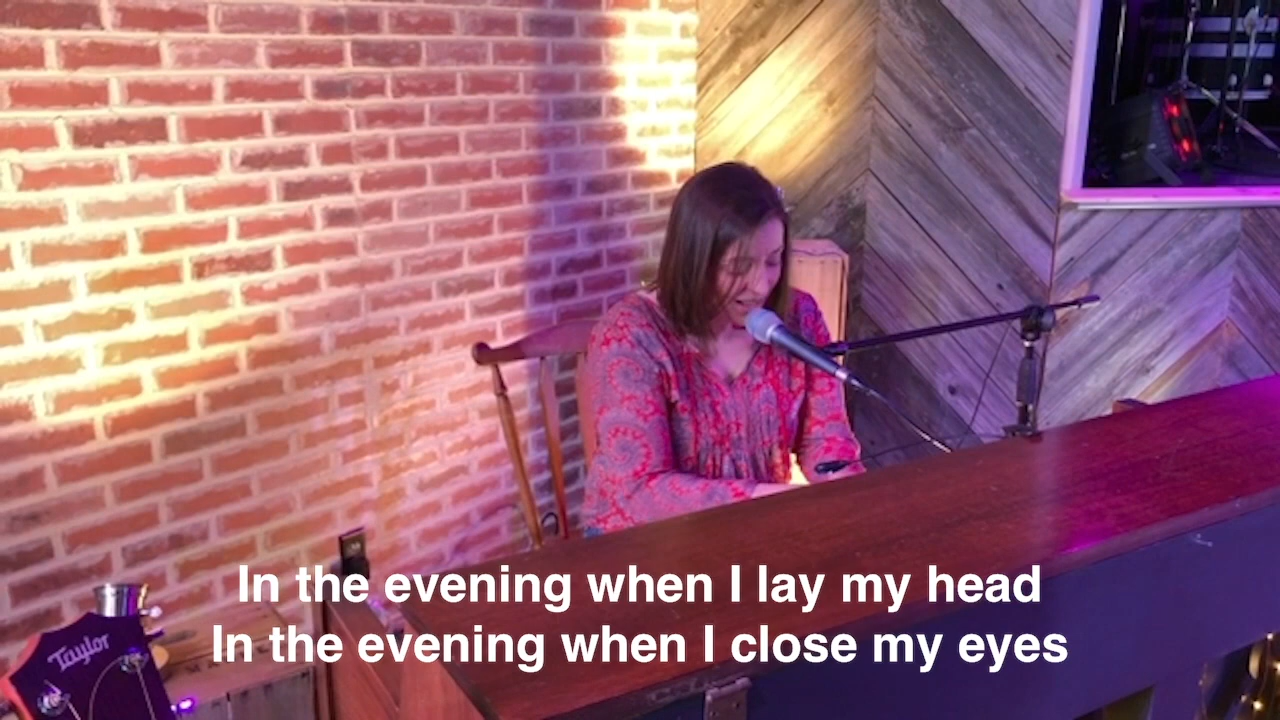 Taylor
In the evening when I lay my head
In the evening when I close my eyes